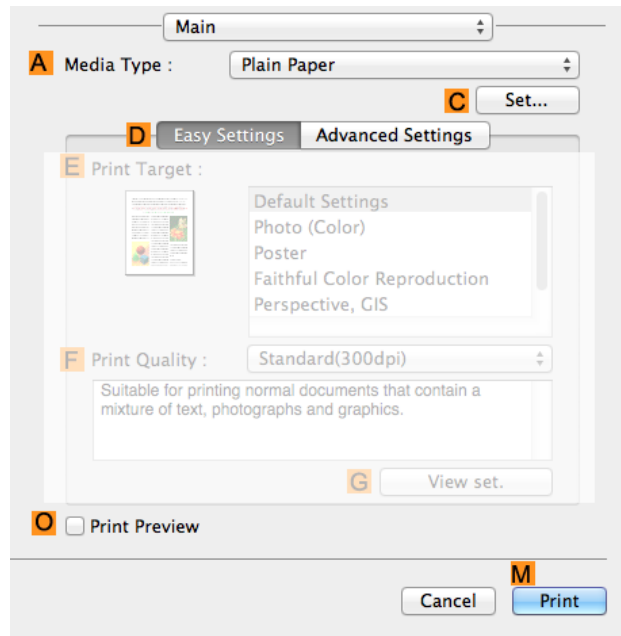 Main
A Media Type : Plain Paper
C Set...
D Easy Settings Advanced Settings
E Print Target :
Default Settings
Photo (Color)
Poster
Faithful Color Reproduction
Perspective, GIS
F Print Quality : Standard(300dpi)
Suitable for printing normal documents that contain a
mixture of text, photographs and graphics.
G View set.
O Print Preview
M
Cancel Print